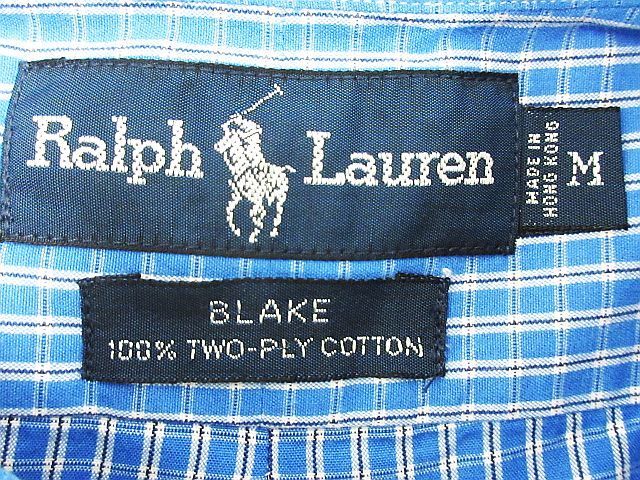 Ralph Lauren
MADE IN
HONG KONG
M
BLAKE
100% TWO-PLY COTTON